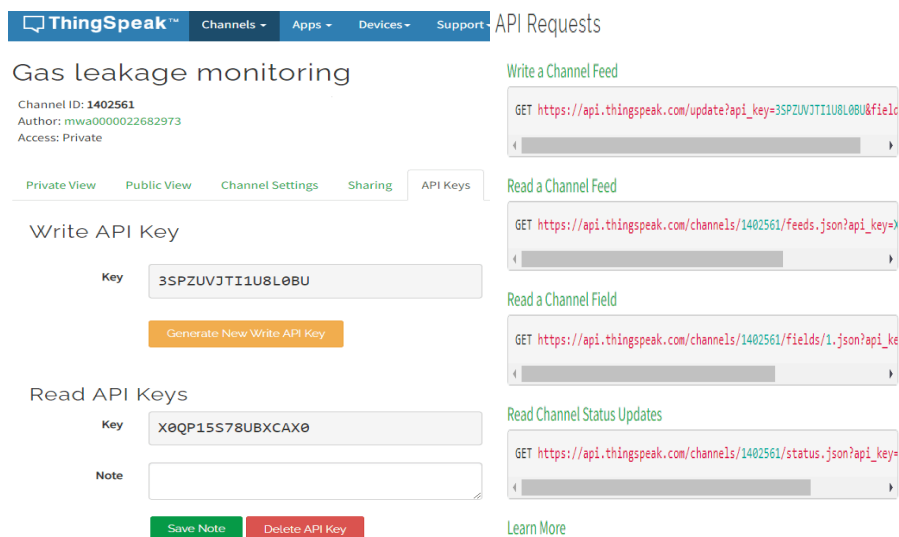 ThingSpeak™ Channels Apps Devices Support
Gas leakage monitoring
Channel ID: 1402561
Author: mwa0000022682973
Access: Private
Private View Public View Channel Settings Sharing API Keys
Write API Key
Key 3SPZUVJTI1U8L0BU
Generate New Write API Key
Read API Keys
Key X0QP15S78UBXCAX0
Note
Save Note Delete API Key
API Requests
Write a Channel Feed
GET https://api.thingspeak.com/update?api_key=3SPZUVJTI1U8L0BU&field
Read a Channel Feed
GET https://api.thingspeak.com/channels/1402561/feeds.json?api_key=X
Read a Channel Field
GET https://api.thingspeak.com/channels/1402561/fields/1.json?api_ke
Read Channel Status Updates
GET https://api.thingspeak.com/channels/1402561/status.json?api_key=
Learn More